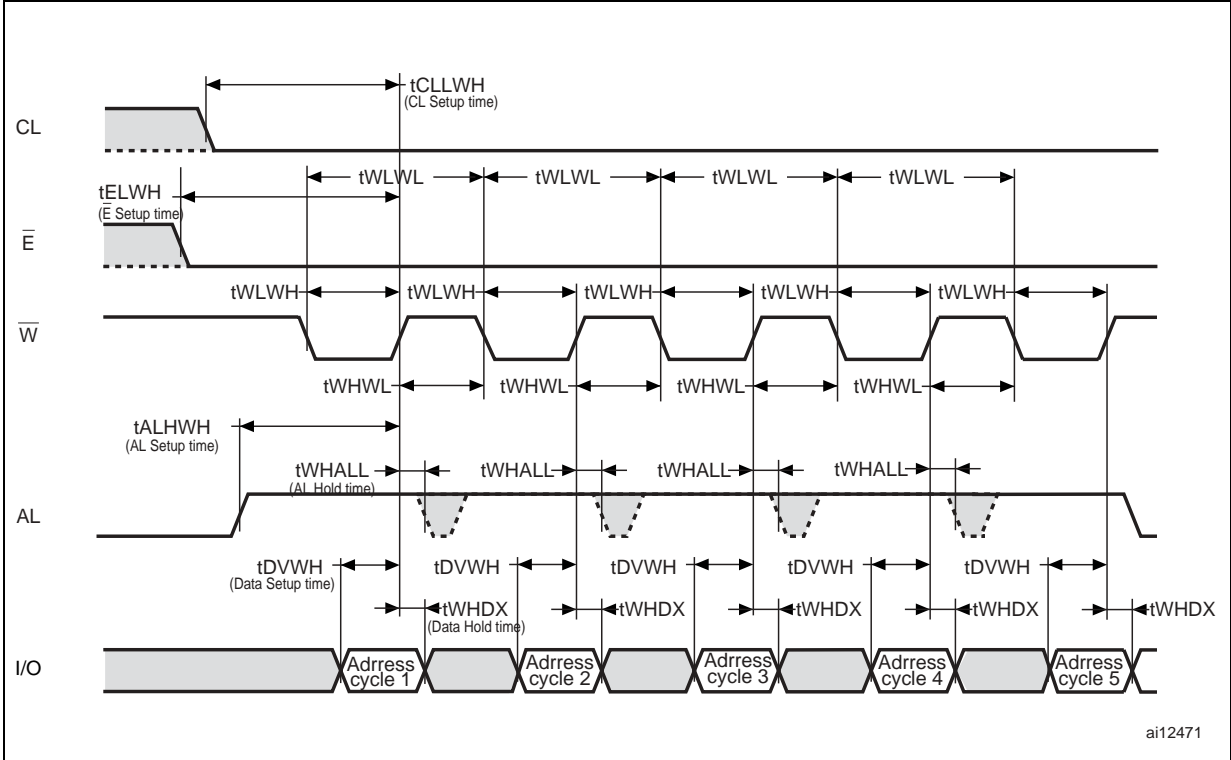 tCLLWH
(CL Setup time)
CL
tWLWL tWLWL tWLWL tWLWL
tELWH
(E Setup time)
E
tWLWH tWLWH tWLWH tWLWH tWLWH
W
tWHWL tWHWL tWHWL tWHWL
tALHWH
(AL Setup time)
tWHALL tWHALL tWHALL tWHALL
(AL Hold time)
AL
tDVWH tDVWH tDVWH tDVWH tDVWH
(Data Setup time)
tWHDX tWHDX tWHDX tWHDX tWHDX
(Data Hold time)
I/O
Adrress Adrress Adrress Adrress Adrress
cycle 1 cycle 2 cycle 3 cycle 4 cycle 5
ai12471